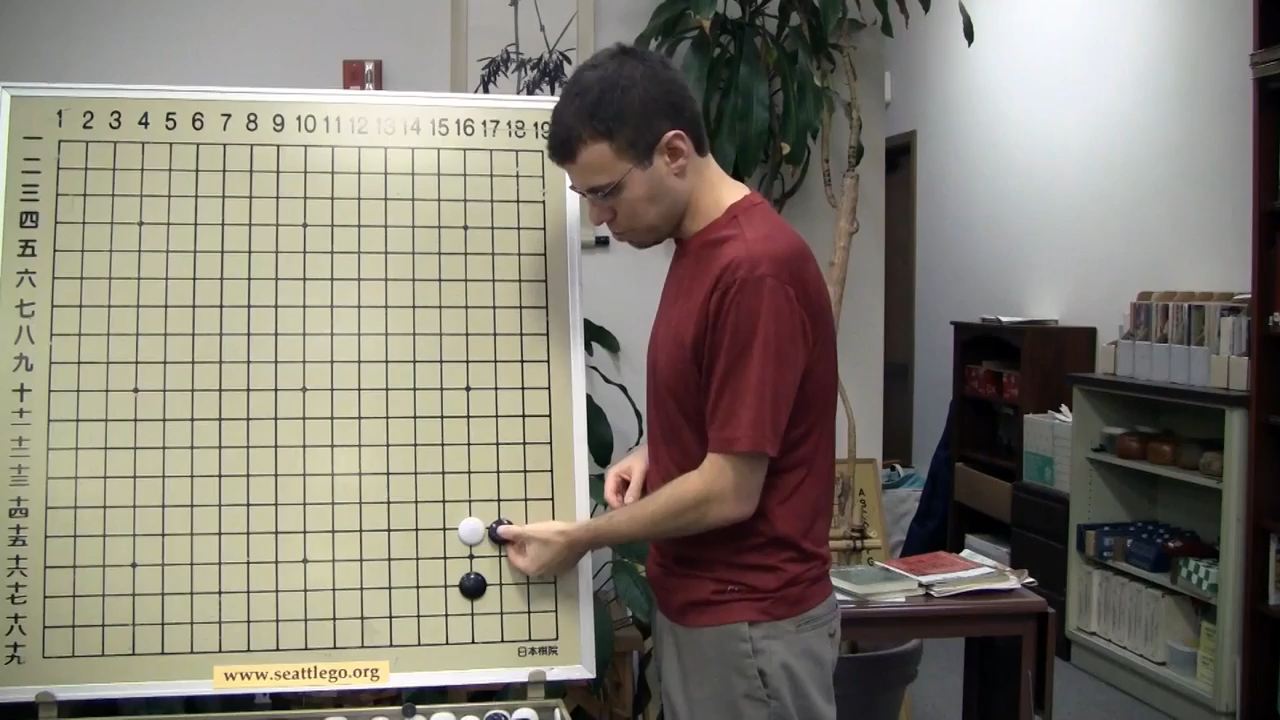 1 2 3 4 5 6 7 8 9 10 11 12 13 14 15 16 17 18 19
一
二
三
四
五
六
七
八
九
十
十一
十二
十三
十四
十五
十六
十七
十八
十九
日本棋院
www.seattlego.org